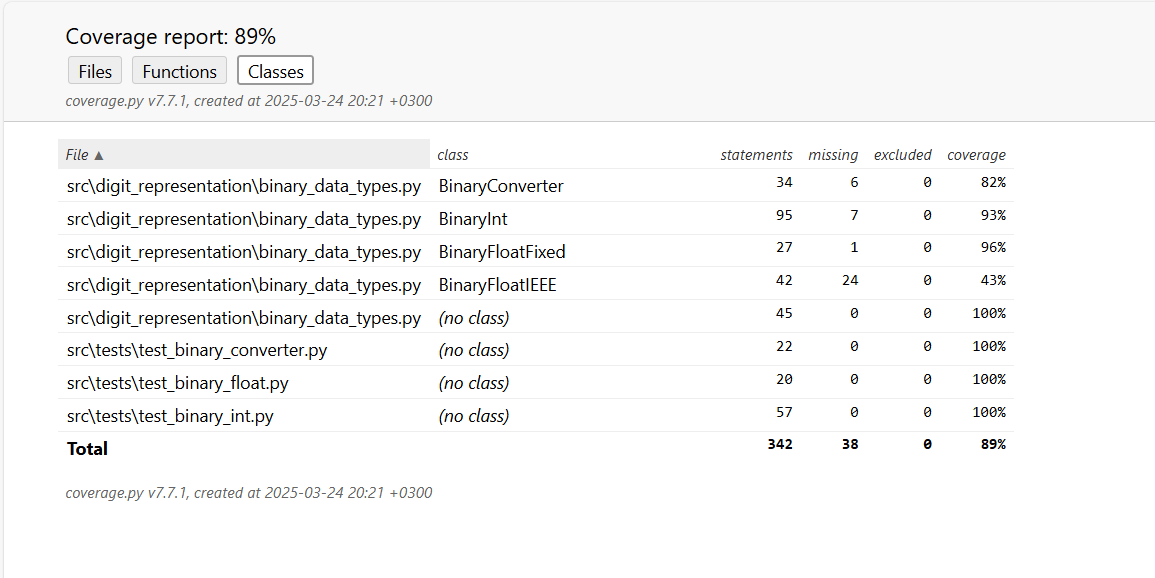 Coverage report: 89%
Files Functions Classes
coverage.py v7.7.1, created at 2025-03-24 20:21 +0300
File ▲ class statements missing excluded coverage
src\digit_representation\binary_data_types.py BinaryConverter 34 6 0 82%
src\digit_representation\binary_data_types.py BinaryInt 95 7 0 93%
src\digit_representation\binary_data_types.py BinaryFloatFixed 27 1 0 96%
src\digit_representation\binary_data_types.py BinaryFloatIEEE 42 24 0 43%
src\digit_representation\binary_data_types.py (no class) 45 0 0 100%
src\tests\test_binary_converter.py (no class) 22 0 0 100%
src\tests\test_binary_float.py (no class) 20 0 0 100%
src\tests\test_binary_int.py (no class) 57 0 0 100%
Total 342 38 0 89%
coverage.py v7.7.1, created at 2025-03-24 20:21 +0300